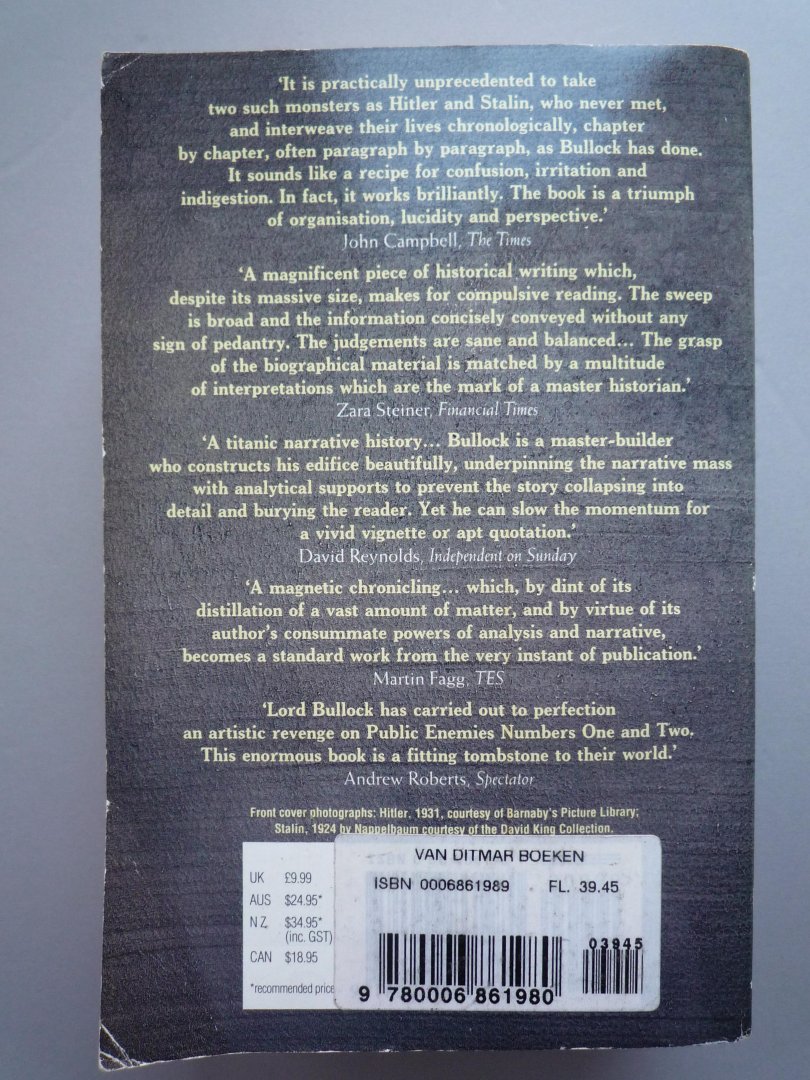 ‘It is practically unprecedented to take
two such monsters as Hitler and Stalin, who never met,
and interweave their lives chronologically, chapter
by chapter, often paragraph by paragraph, as Bullock has done.
It sounds like a recipe for confusion, irritation and
indigestion. In fact, it works brilliantly. The book is a triumph
of organisation, lucidity and perspective.’
John Campbell, The Times
‘A magnificent piece of historical writing which,
despite its massive size, makes for compulsive reading. The sweep
is broad and the information concisely conveyed without any
sign of pedantry. The judgements are sane and balanced... The grasp
of the biographical material is matched by a multitude
of interpretations which are the mark of a master historian.’
Zara Steiner, Financial Times
‘A titanic narrative history... Bullock is a master-builder
who constructs his edifice beautifully, underpinning the narrative mass
with analytical supports to prevent the story collapsing into
detail and burying the reader. Yet he can slow the momentum for
a vivid vignette or apt quotation.’
David Reynolds, Independent on Sunday
‘A magnetic chronicling... which, by dint of its
distillation of a vast amount of matter, and by virtue of its
author’s consummate powers of analysis and narrative,
becomes a standard work from the very instant of publication.’
Martin Fagg, TES
‘Lord Bullock has carried out to perfection
an artistic revenge on Public Enemies Numbers One and Two.
This enormous book is a fitting tombstone to their world.’
Andrew Roberts, Spectator
Front cover photographs: Hitler, 1931, courtesy of Barnaby’s Picture Library;
Stalin, 1924 by Nappelbaum courtesy of the David King Collection.
UK £9.99
AUS $24.95*
N Z $34.95*
(inc. GST)
CAN $18.95
*recommended price
VAN DITMAR BOEKEN
ISBN 0006861989 FL. 39.45
03945
9 780006 861980